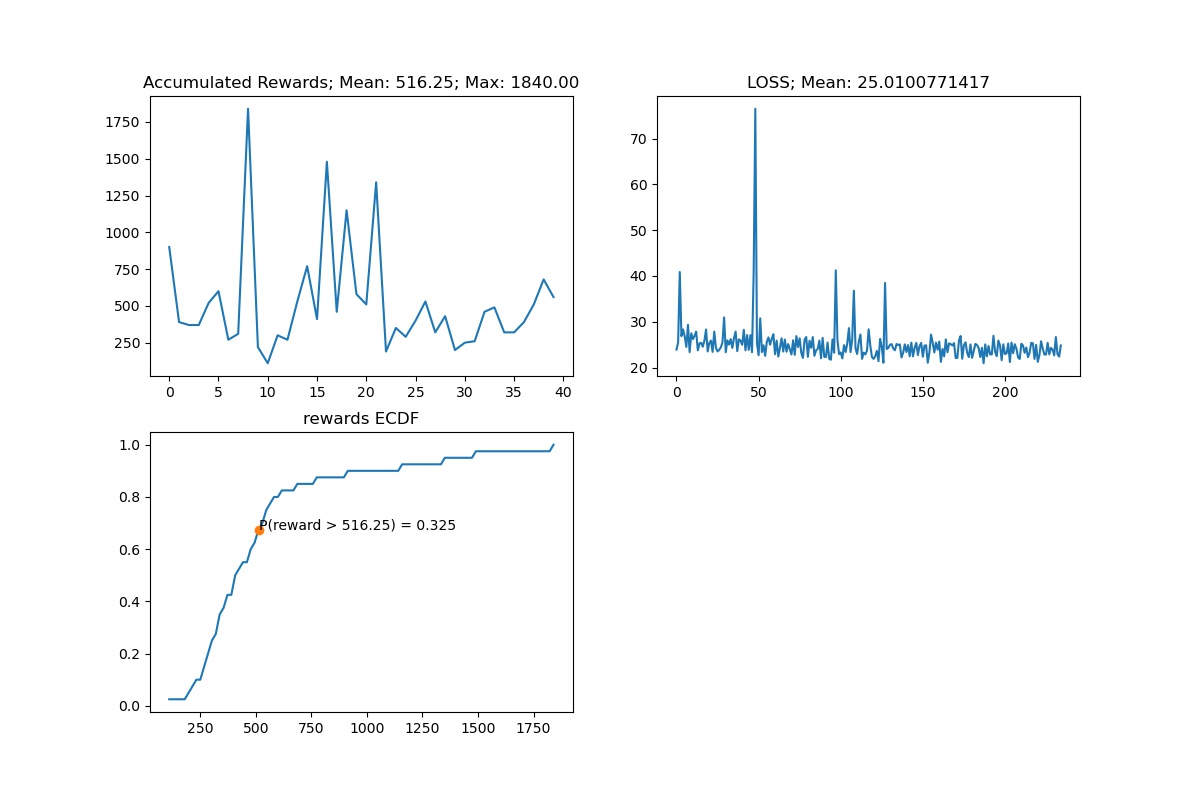 Accumulated Rewards; Mean: 516.25; Max: 1840.00
1750
1500
1250
1000
750
500
250
0 5 10 15 20 25 30 35 40
LOSS; Mean: 25.0100771417
70
60
50
40
30
20
0 50 100 150 200
rewards ECDF
1.0
0.8
0.6
0.4
0.2
0.0
P(reward > 516.25) = 0.325
250 500 750 1000 1250 1500 1750